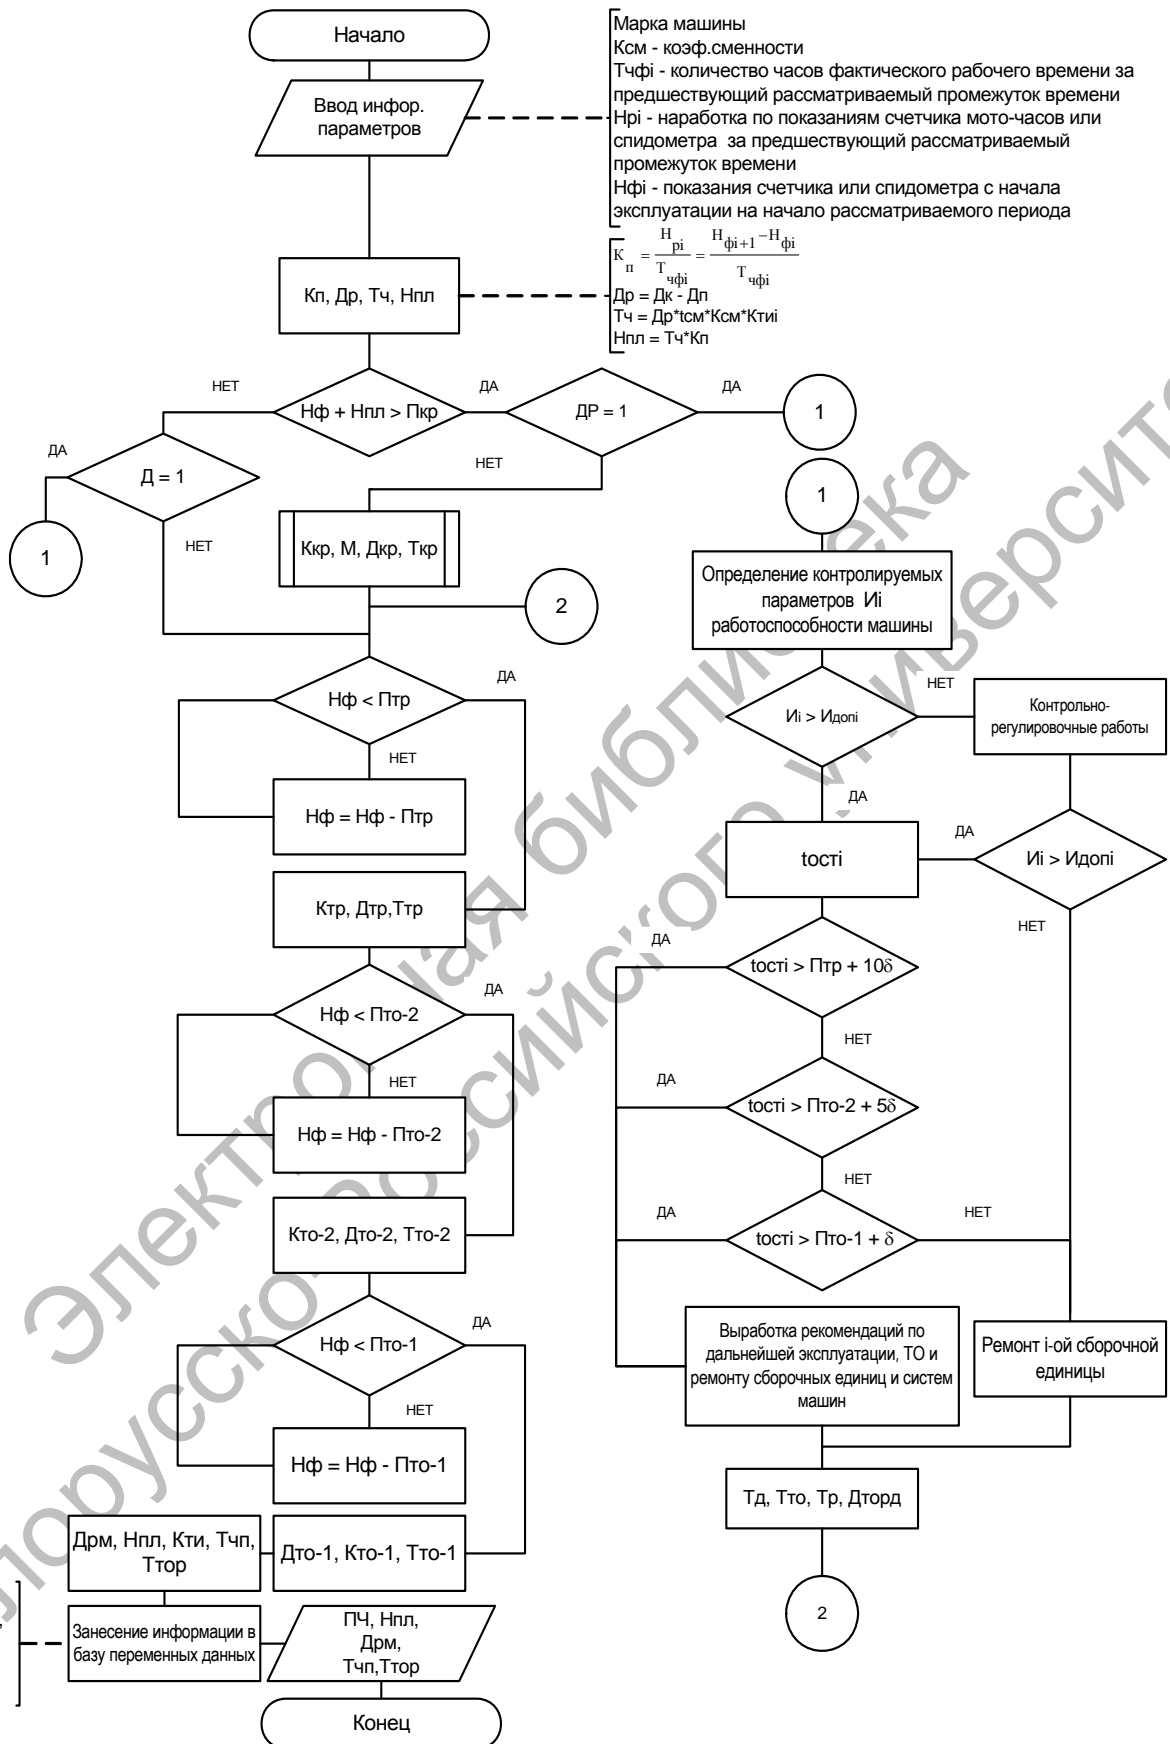 Начало
Ввод инфор.
параметров
Марка машины
Ксм - коэф.сменности
Тчфi - количество часов фактического рабочего времени за
предшествующий рассматриваемый промежуток времени
Нрi - наработка по показаниям счетчика мото-часов или
спидометра за предшествующий рассматриваемый
промежуток времени
Нфi - показания счетчика или спидометра с начала
эксплуатации на начало рассматриваемого периода
Кп, Др, Тч, Нпл
К п = Н рi / Т чфi = Н фi+1 − Н фi / Т чфi
Др = Дк - Дп
Тч = Др*tсм*Ксм*Ктиi
Нпл = Тч*Кп
НЕТ
Нф + Нпл > Пкр
ДА
ДР = 1
ДА
1
ДА
Д = 1
НЕТ
1
НЕТ
1
Ккр, М, Дкр, Ткр
2
Определение контролируемых
параметров Иi
работоспособности машины
Нф < Птр
ДА
НЕТ
Нф = Нф - Птр
Иi > Идопi
НЕТ
Контрольно-
регулировочные работы
ДА
tостi
ДА
Иi > Идопi
НЕТ
Ктр, Дтр,Ттр
ДА
tостi > Птр + 10δ
НЕТ
Нф < Пто-2
ДА
НЕТ
Нф = Нф - Пто-2
ДА
tостi > Пто-2 + 5δ
НЕТ
Кто-2, Дто-2, Тто-2
ДА
tостi > Пто-1 + δ
НЕТ
Нф < Пто-1
ДА
НЕТ
Нф = Нф - Пто-1
Выработка рекомендаций по
дальнейшей эксплуатации, ТО и
ремонту сборочных единиц и систем
машин
Ремонт i-ой сборочной
единицы
Тд, Тто, Тр, Дторд
2
Дрм, Нпл, Кти, Тчп,
Ттор
Дто-1, Кто-1, Тто-1
Занесение информации в
базу переменных данных
ПЧ, Нпл,
Дрм,
Тчп,Ттор
Конец
Электронная библиотека
елорусско-Российского университе